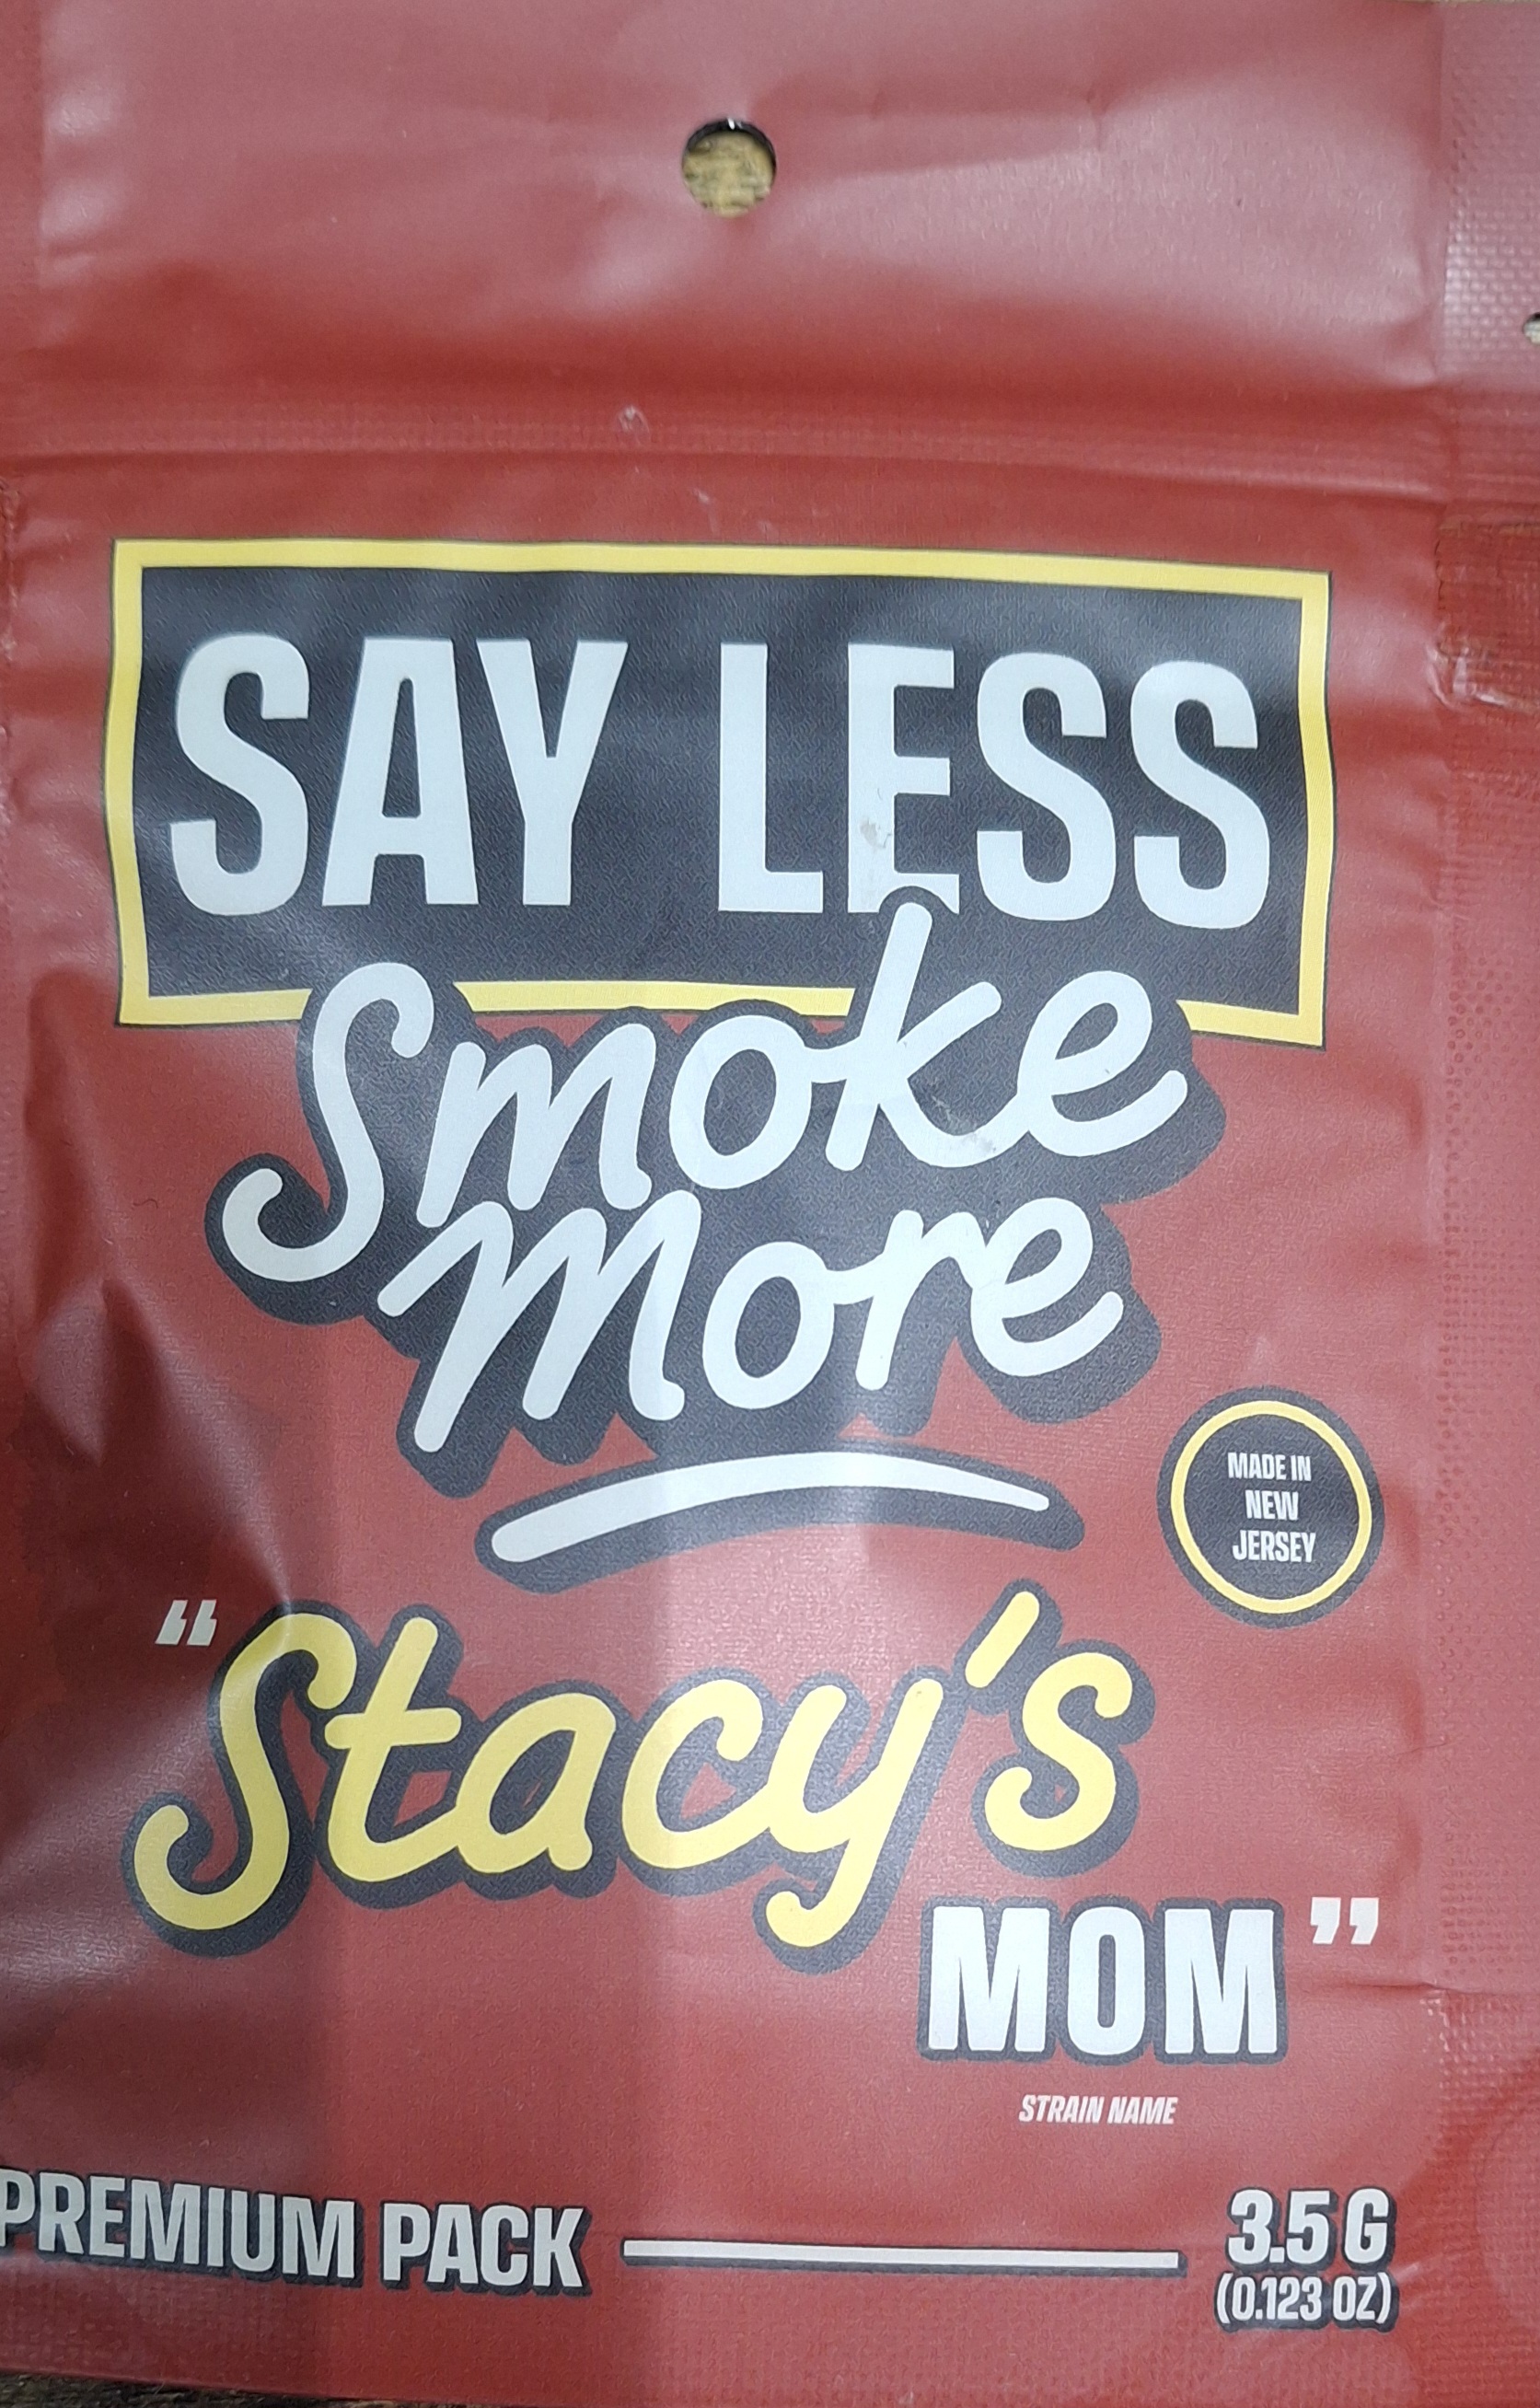 SAY LESS
Smoke
More
MADE IN
NEW
JERSEY
“Stacy's
MOM”
STRAIN NAME
PREMIUM PACK
3.5 G
(0.123 OZ)